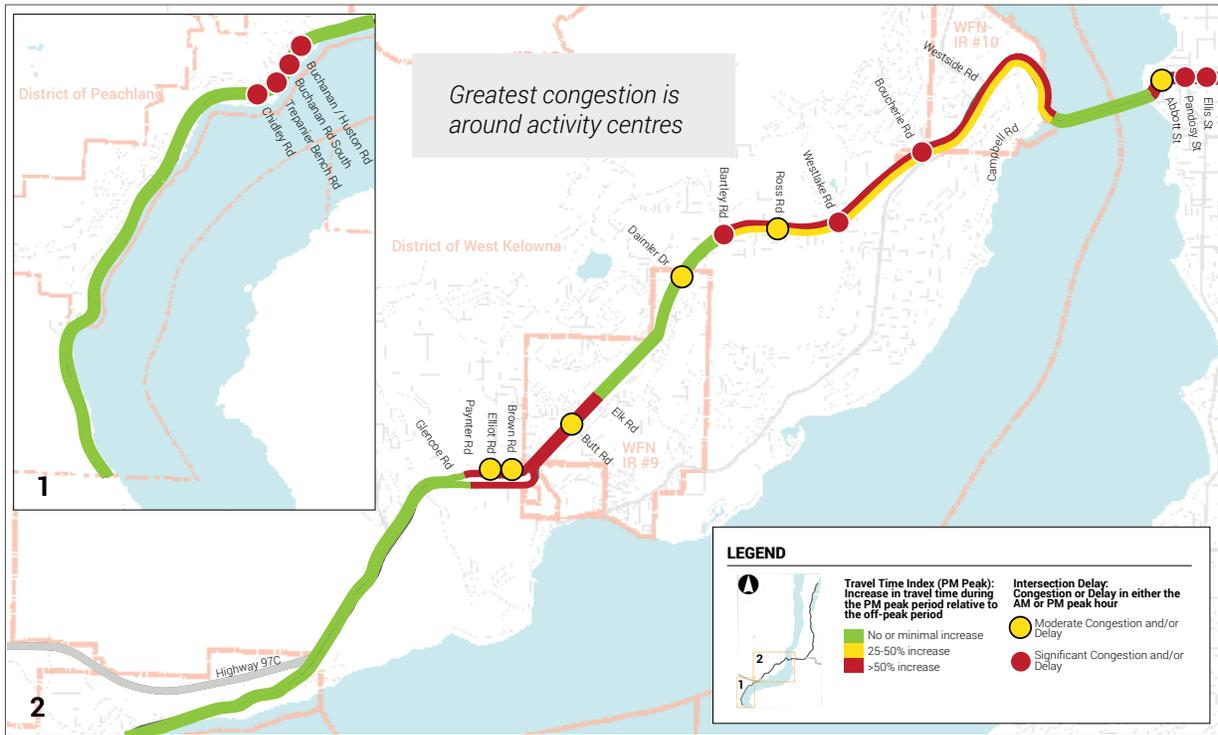 District of Peachland
Buchanan / Huston Rd
Buchanan Rd South
Trepanier Bench Rd
Chidley Rd
1
Greatest congestion is
around activity centres
WFN
IR #10
Westside Rd
Boucherie Rd
Campbell Rd
Abbott St
Pandosy St
Ellis St
Westlake Rd
Ross Rd
Bartley Rd
District of West Kelowna
Daimler Dr
Elk Rd
Butt Rd
WFN
IR #9
Brown Rd
Elliot Rd
Paynter Rd
Glencoe Rd
Highway 97C
2
LEGEND
2
1
Travel Time Index (PM Peak):
Increase in travel time during
the PM peak period relative to
the off-peak period
No or minimal increase
25-50% increase
>50% increase
Intersection Delay:
Congestion or Delay in either the
AM or PM peak hour
Moderate Congestion and/or
Delay
Significant Congestion and/or
Delay